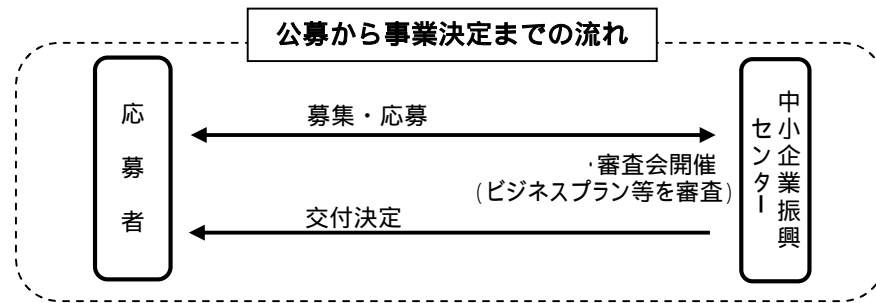 公募から事業決定までの流れ
応募者
募集・応募
・審査会開催
(ビジネスプラン等を審査)
交付決定
中小企業振興
センター